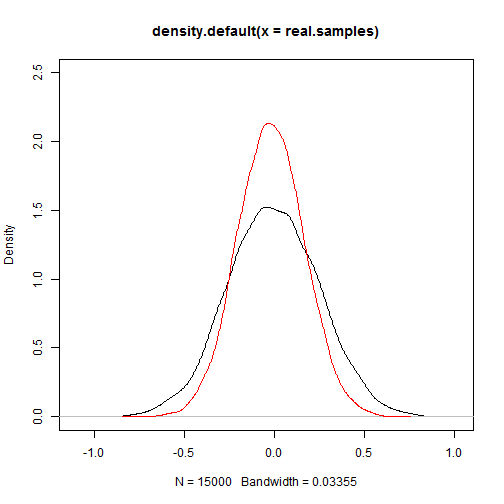 density.default(x = real.samples)
Density
0.0 0.5 1.0 1.5 2.0 2.5
-1.0 -0.5 0.0 0.5 1.0
N = 15000 Bandwidth = 0.03355